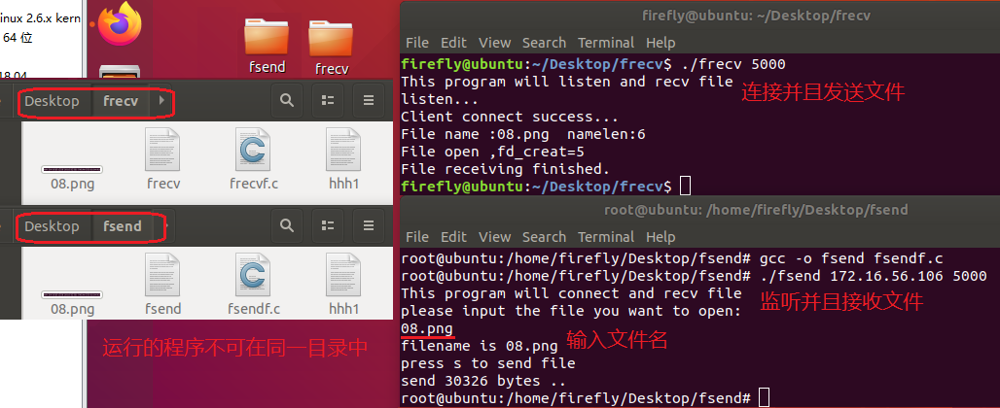 inux 2.6.x kern
64 位
18.04
fsend
frecv
Desktop
frecv
08.png
frecv
frecvf.c
hhh1
Desktop
fsend
08.png
fsend
fsendf.c
hhh1
运行的程序不可在同一目录中
firefly@ubuntu: ~/Desktop/frecv
File Edit View Search Terminal Help
firefly@ubuntu:~/Desktop/frecv$ ./frecv 5000
This program will listen and recv file
连接并且发送文件
listen...
Client connect success...
File name :08.png  namelen:6
File open ,fd_creat=5
File receiving finished.
firefly@ubuntu:~/Desktop/frecv$
root@ubuntu: /home/firefly/Desktop/fsend
File Edit View Search Terminal Help
root@ubuntu:/home/firefly/Desktop/fsend# gcc -o fsend fsendf.c
root@ubuntu:/home/firefly/Desktop/fsend# ./fsend 172.16.56.106 5000
This program will connect and recv file
监听并且接收文件
please input the file you want to open:
08.png
输入文件名
filename is 08.png
press s to send file
send 30326 bytes ..
root@ubuntu:/home/firefly/Desktop/fsend#